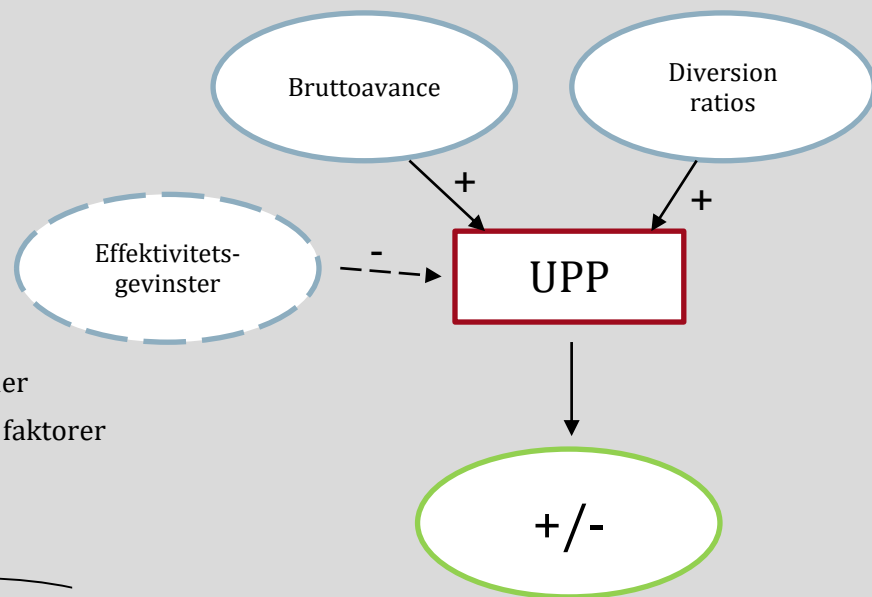 Bruttoavance
Diversion
ratios
+
+
Effektivitets-
gevinster
-
UPP
er
faktorer
+/-